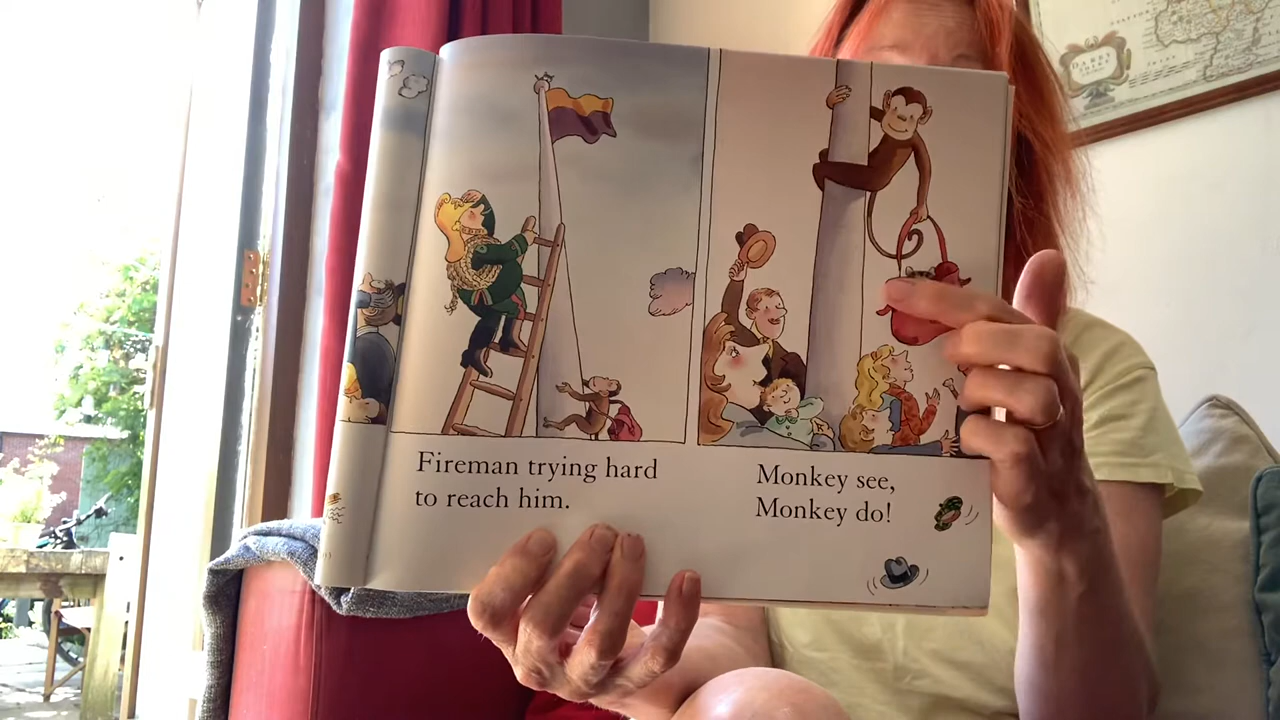 Fireman trying hard
to reach him.
Monkey see,
Monkey do!